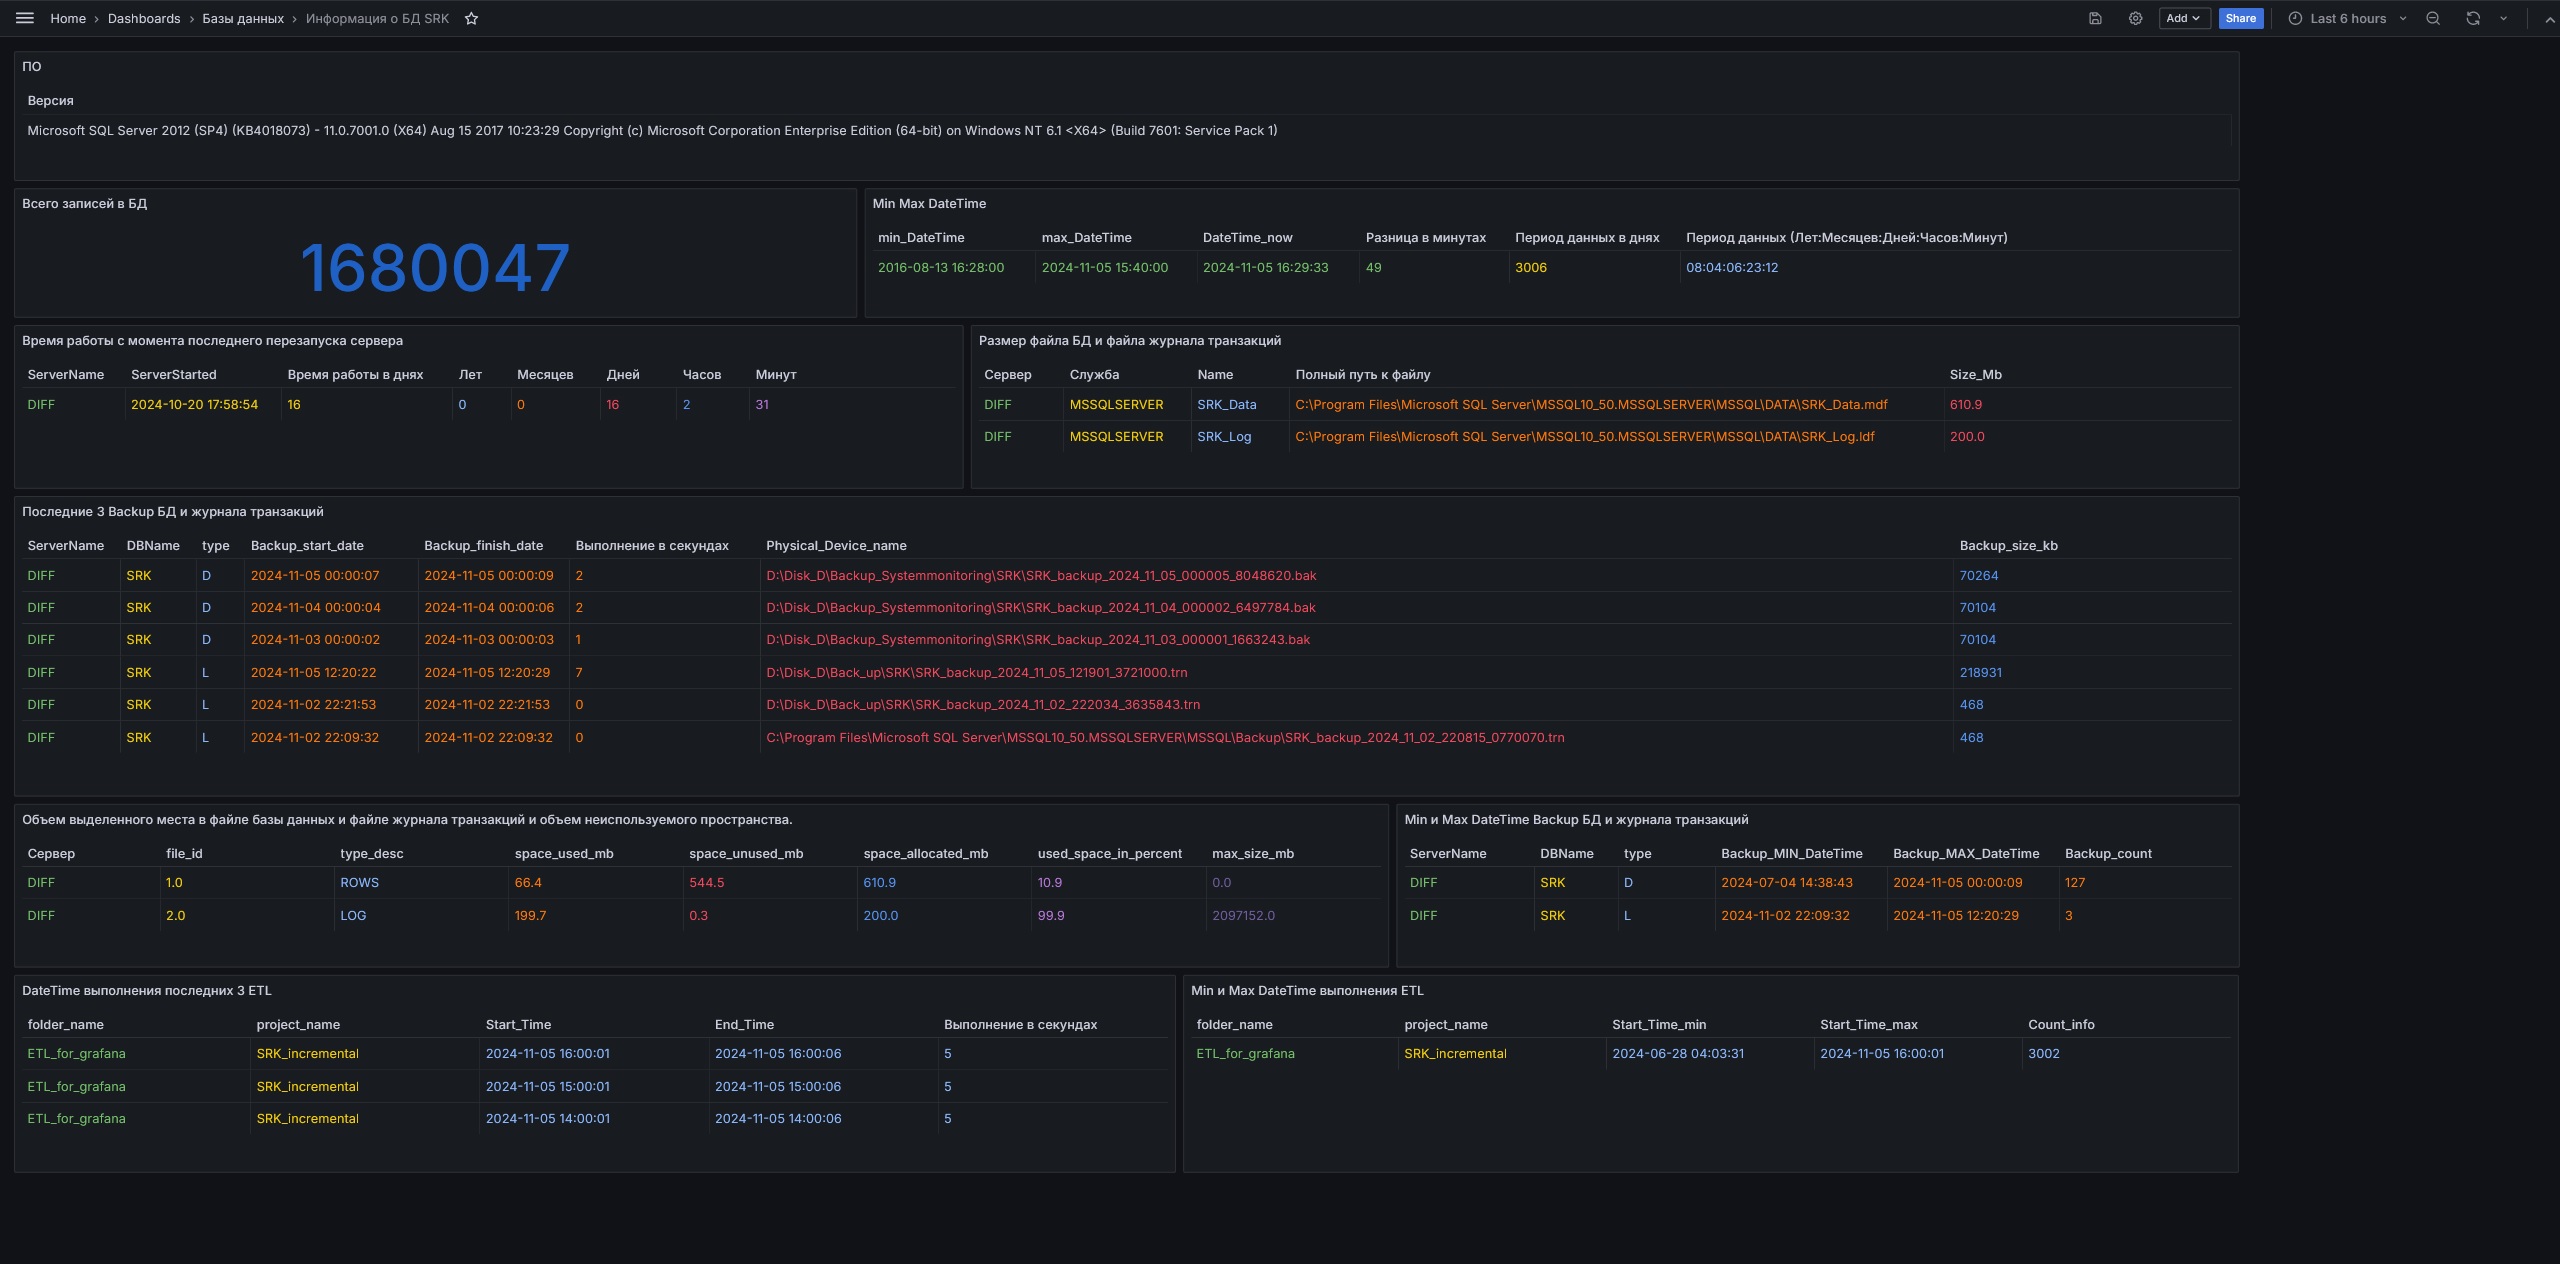 Home › Dashboards › Базы данных › Информация о БД SRK
Add Share Last 6 hours
ПО
Версия
Microsoft SQL Server 2012 (SP4) (KB4018073) - 11.0.7001.0 (X64) Aug 15 2017 10:23:29 Copyright (c) Microsoft Corporation Enterprise Edition (64-bit) on Windows NT 6.1 <X64> (Build 7601: Service Pack 1)
Всего записей в БД
1680047
Min Max DateTime
min_DateTime max_DateTime DateTime_now Разница в минутах Период данных в днях Период данных (Лет:Месяцев:Дней:Часов:Минут)
2016-08-13 16:28:00 2024-11-05 15:40:00 2024-11-05 16:29:33 49 3006 08:04:06:23:12
Время работы с момента последнего перезапуска сервера
ServerName ServerStarted Время работы в днях Лет Месяцев Дней Часов Минут
DIFF 2024-10-20 17:58:54 16 0 0 16 2 31
Размер файла БД и файла журнала транзакций
Сервер Служба Name Полный путь к файлу Size_Mb
DIFF MSSQLSERVER SRK_Data C:\Program Files\Microsoft SQL Server\MSSQL10_50.MSSQLSERVER\MSSQL\DATA\SRK_Data.mdf 610.9
DIFF MSSQLSERVER SRK_Log C:\Program Files\Microsoft SQL Server\MSSQL10_50.MSSQLSERVER\MSSQL\DATA\SRK_Log.ldf 200.0
Последние 3 Backup БД и журнала транзакций
ServerName DBName type Backup_start_date Backup_finish_date Выполнение в секундах Physical_Device_name Backup_size_kb
DIFF SRK D 2024-11-05 00:00:07 2024-11-05 00:00:09 2 D:\Disk_D\Backup_Systemmonitoring\SRK\SRK_backup_2024_11_05_000005_8048620.bak 70264
DIFF SRK D 2024-11-04 00:00:04 2024-11-04 00:00:06 2 D:\Disk_D\Backup_Systemmonitoring\SRK\SRK_backup_2024_11_04_000002_6497784.bak 70104
DIFF SRK D 2024-11-03 00:00:02 2024-11-03 00:00:03 1 D:\Disk_D\Backup_Systemmonitoring\SRK\SRK_backup_2024_11_03_000001_1663243.bak 70104
DIFF SRK L 2024-11-05 12:20:22 2024-11-05 12:20:29 7 D:\Disk_D\Back_up\SRK\SRK_backup_2024_11_05_121901_3721000.trn 218931
DIFF SRK L 2024-11-02 22:21:53 2024-11-02 22:21:53 0 D:\Disk_D\Back_up\SRK\SRK_backup_2024_11_02_222034_3635843.trn 468
DIFF SRK L 2024-11-02 22:09:32 2024-11-02 22:09:32 0 C:\Program Files\Microsoft SQL Server\MSSQL10_50.MSSQLSERVER\MSSQL\Backup\SRK_backup_2024_11_02_220815_0770070.trn 468
Объем выделенного места в файле базы данных и файле журнала транзакций и объем неиспользуемого пространства.
Сервер file_id type_desc space_used_mb space_unused_mb space_allocated_mb used_space_in_percent max_size_mb
DIFF 1.0 ROWS 66.4 544.5 610.9 10.9 0.0
DIFF 2.0 LOG 199.7 0.3 200.0 99.9 2097152.0
Min и Max DateTime Backup БД и журнала транзакций
ServerName DBName type Backup_MIN_DateTime Backup_MAX_DateTime Backup_count
DIFF SRK D 2024-07-04 14:38:43 2024-11-05 00:00:09 127
DIFF SRK L 2024-11-02 22:09:32 2024-11-05 12:20:29 3
DateTime выполнения последних 3 ETL
folder_name project_name Start_Time End_Time Выполнение в секундах
ETL_for_grafana SRK_incremental 2024-11-05 16:00:01 2024-11-05 16:00:06 5
ETL_for_grafana SRK_incremental 2024-11-05 15:00:01 2024-11-05 15:00:06 5
ETL_for_grafana SRK_incremental 2024-11-05 14:00:01 2024-11-05 14:00:06 5
Min и Max DateTime выполнения ETL
folder_name project_name Start_Time_min Start_Time_max Count_info
ETL_for_grafana SRK_incremental 2024-06-28 04:03:31 2024-11-05 16:00:01 3002